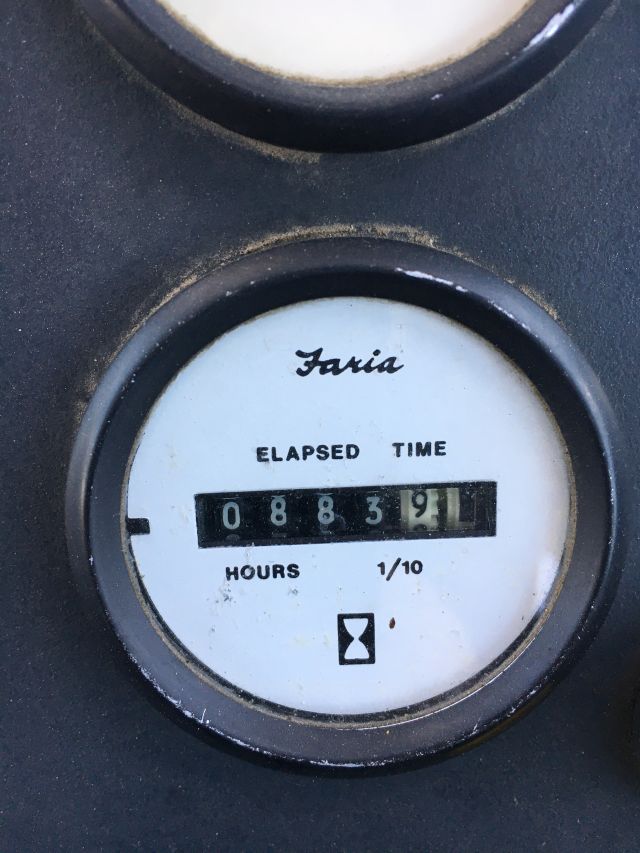 Faria
ELAPSED TIME
08839
HOURS 1/10